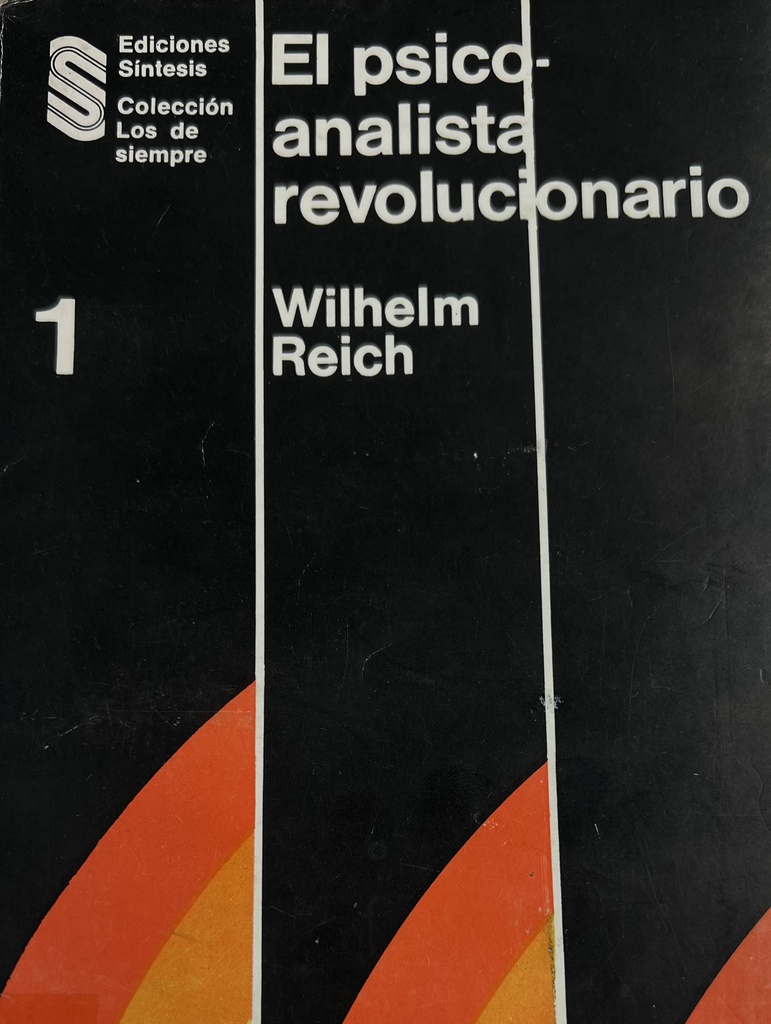 Ediciones
Síntesis
Colección
Los de
siempre
El psico-
analista
revolucionario
1
Wilhelm
Reich